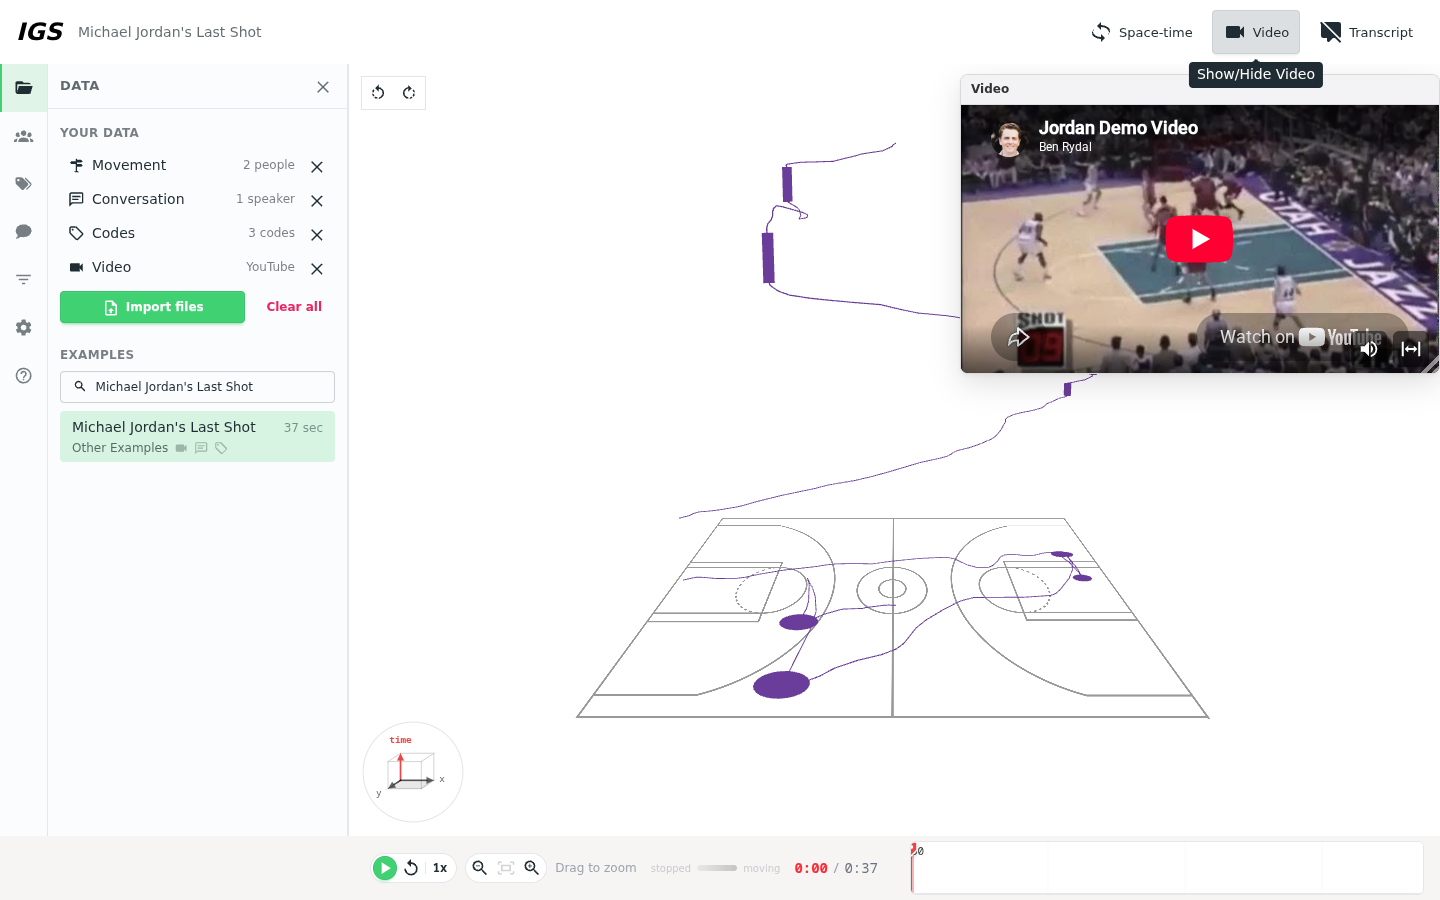 IGS Michael Jordan's Last Shot
Space-time
Video
Transcript
Show/Hide Video
DATA
YOUR DATA
Movement 2 people
Conversation 1 speaker
Codes 3 codes
Video YouTube
Import files
Clear all
EXAMPLES
Michael Jordan's Last Shot
Michael Jordan's Last Shot 37 sec
Other Examples
Video
Jordan Demo Video
Ben Rydal
JAZZ
SHOT
Watch on YouTube
time
x
y
1x
Drag to zoom
stopped
moving
0:00 / 0:37